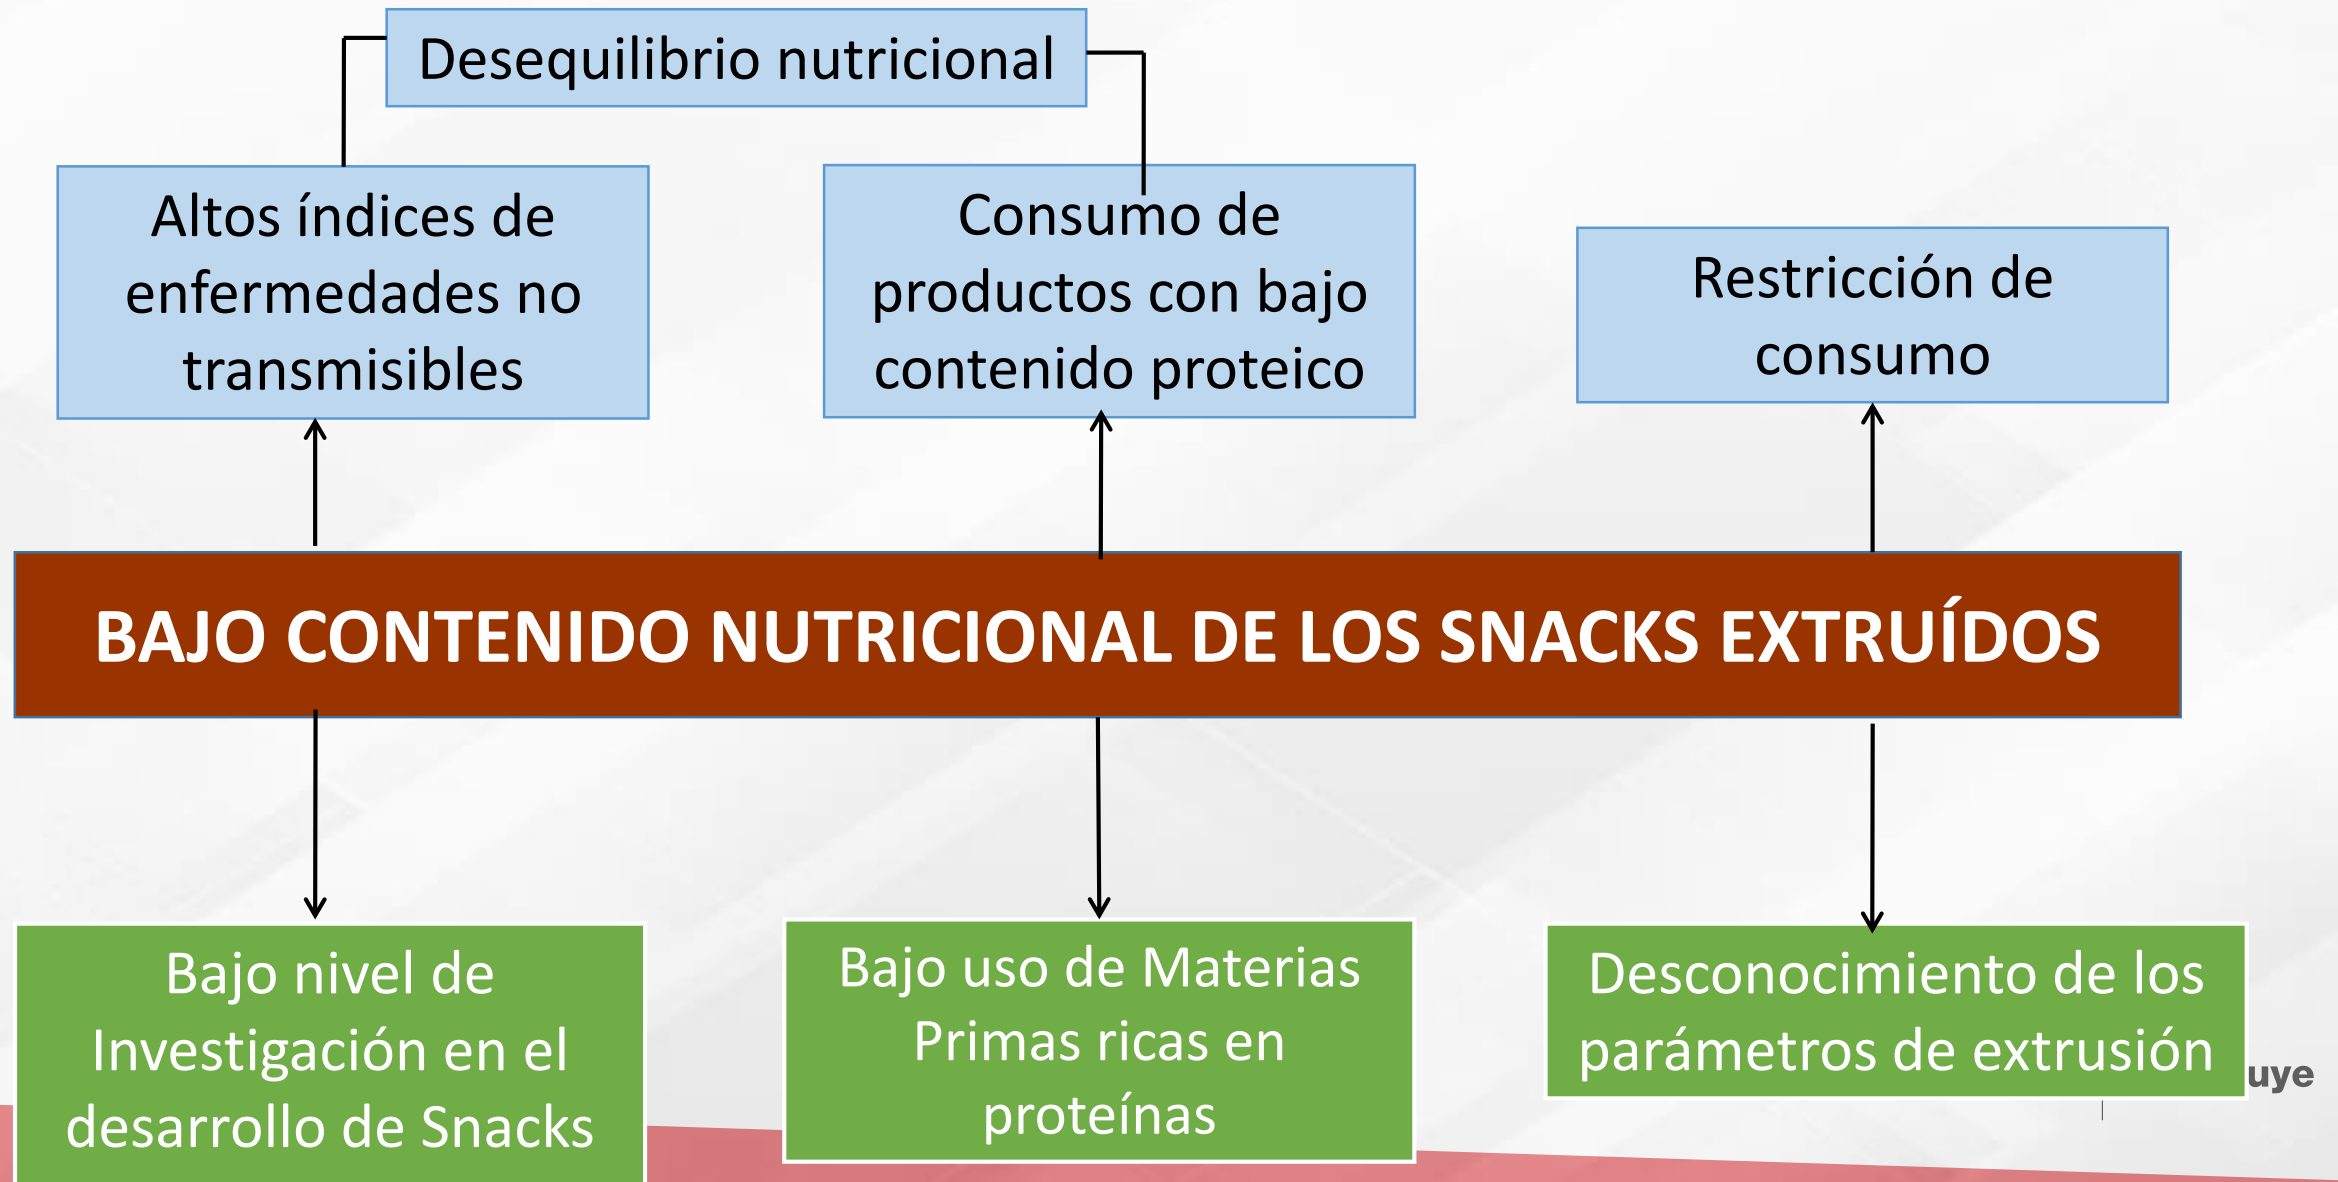 Desequilibrio nutricional
Altos índices de
enfermedades no
transmisibles
Consumo de
productos con bajo
contenido proteico
Restricción de
consumo
BAJO CONTENIDO NUTRICIONAL DE LOS SNACKS EXTRUÍDOS
Bajo nivel de
Investigación en el
desarrollo de Snacks
Bajo uso de Materias
Primas ricas en
proteínas
Desconocimiento de los
parámetros de extrusión
uye